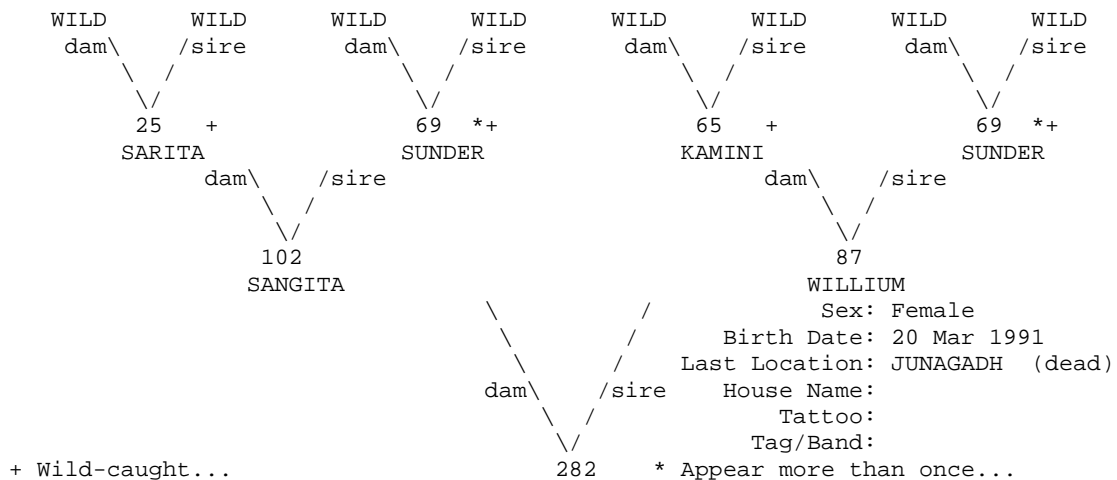 WILD WILD WILD WILD WILD WILD WILD WILD
dam\ /sire dam\ /sire dam\ /sire dam\ /sire
25 + 69 *+ 65 + 69 *+
SARITA SUNDER KAMINI SUNDER
dam\ /sire dam\ /sire
102 87
SANGITA WILLIUM
Sex: Female
Birth Date: 20 Mar 1991
Last Location: JUNAGADH (dead)
dam\ /sire House Name:
Tattoo:
Tag/Band:
+ Wild-caught... 282 * Appear more than once...